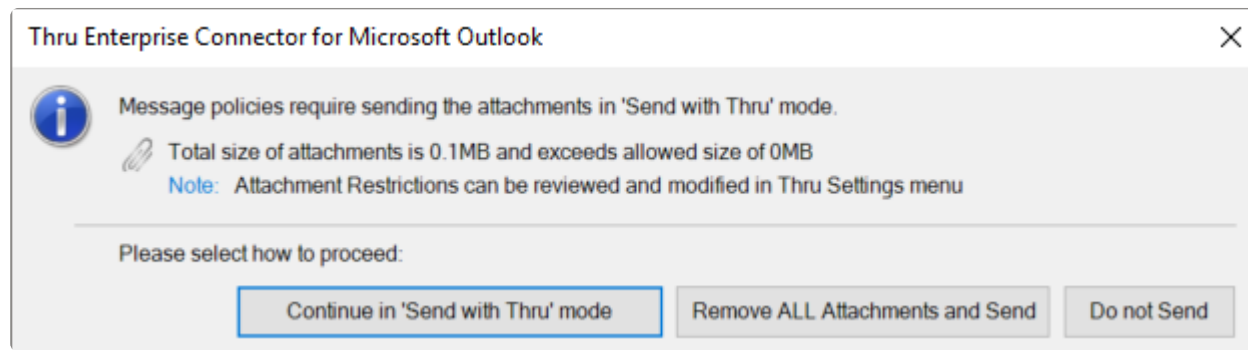 Thru Enterprise Connector for Microsoft Outlook
Message policies require sending the attachments in 'Send with Thru' mode.
Total size of attachments is 0.1MB and exceeds allowed size of 0MB
Note: Attachment Restrictions can be reviewed and modified in Thru Settings menu
Please select how to proceed:
Continue in 'Send with Thru' mode Remove ALL Attachments and Send Do not Send